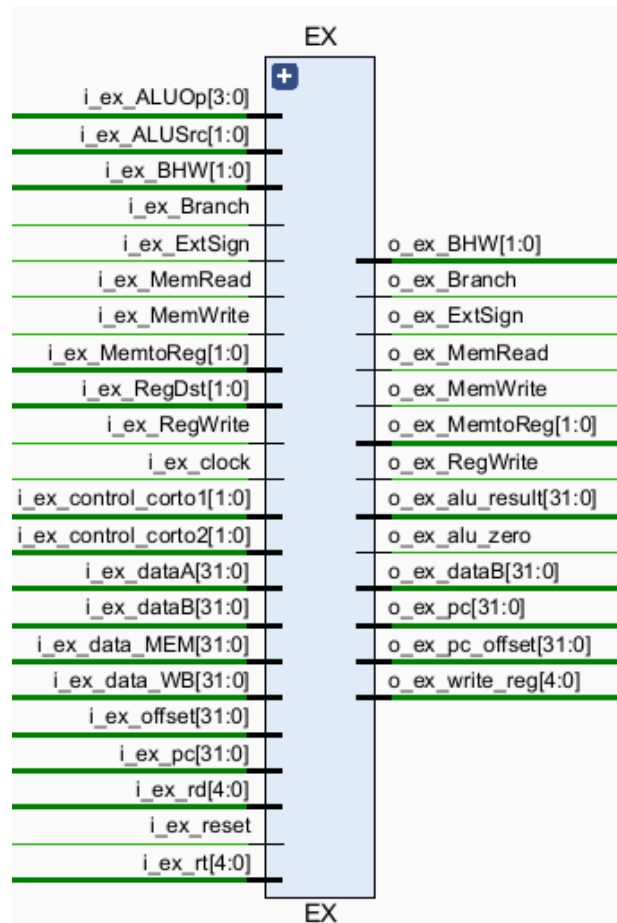 EX
i_ex_ALUOp[3:0]
i_ex_ALUSrc[1:0]
i_ex_BHW[1:0]
i_ex_Branch
i_ex_ExtSign
i_ex_MemRead
i_ex_MemWrite
i_ex_MemtoReg[1:0]
i_ex_RegDst[1:0]
i_ex_RegWrite
i_ex_clock
i_ex_control_corto1[1:0]
i_ex_control_corto2[1:0]
i_ex_dataA[31:0]
i_ex_dataB[31:0]
i_ex_data_MEM[31:0]
i_ex_data_WB[31:0]
i_ex_offset[31:0]
i_ex_pc[31:0]
i_ex_rd[4:0]
i_ex_reset
i_ex_rt[4:0]
o_ex_BHW[1:0]
o_ex_Branch
o_ex_ExtSign
o_ex_MemRead
o_ex_MemWrite
o_ex_MemtoReg[1:0]
o_ex_RegWrite
o_ex_alu_result[31:0]
o_ex_alu_zero
o_ex_dataB[31:0]
o_ex_pc[31:0]
o_ex_pc_offset[31:0]
o_ex_write_reg[4:0]
EX